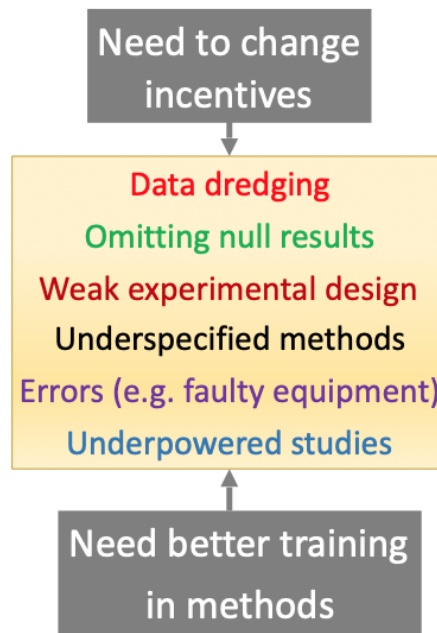 Need to change
incentives
Data dredging
Omitting null results
Weak experimental design
Underspecified methods
Errors (e.g. faulty equipment)
Underpowered studies
Need better training
in methods